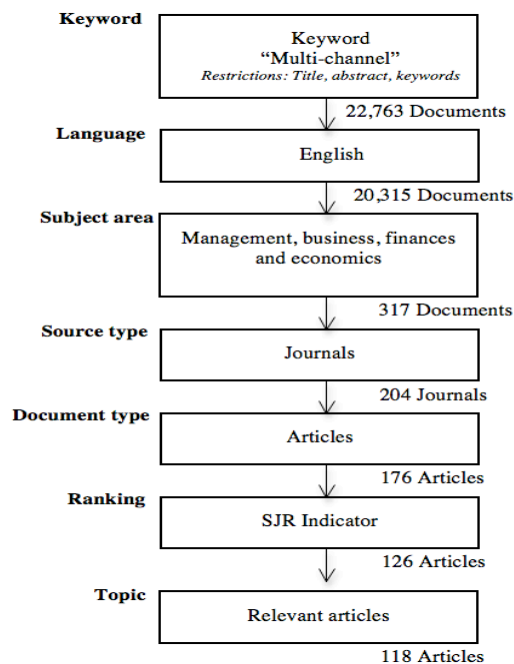 Keyword
Keyword
“Multi-channel”
Restrictions: Title, abstract, keywords
22,763 Documents
Language
English
20,315 Documents
Subject area
Management, business, finances
and economics
317 Documents
Source type
Journals
204 Journals
Document type
Articles
176 Articles
Ranking
SJR Indicator
126 Articles
Topic
Relevant articles
118 Articles